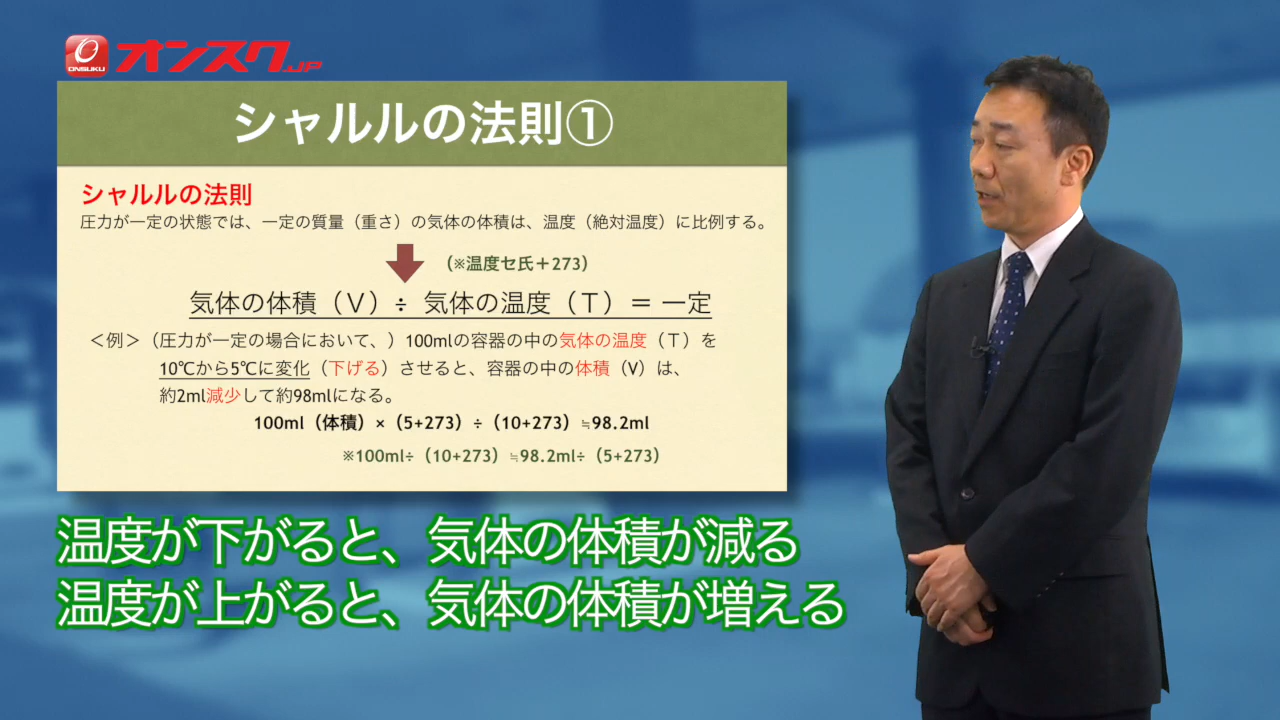 ONSUKU オンスク.JP
シャルルの法則①
シャルルの法則
圧力が一定の状態では、一定の質量（重さ）の気体の体積は、温度（絶対温度）に比例する。
（※温度セ氏＋273）
気体の体積（Ｖ）÷ 気体の温度（Ｔ）＝ 一定
＜例＞（圧力が一定の場合において、）100mlの容器の中の気体の温度（Ｔ）を
10℃から5℃に変化（下げる）させると、容器の中の体積（V）は、
約2ml減少して約98mlになる。
100ml（体積）×（5+273）÷（10+273）≒98.2ml
※100ml÷（10+273）≒98.2ml÷（5+273）
温度が下がると、気体の体積が減る
温度が上がると、気体の体積が増える